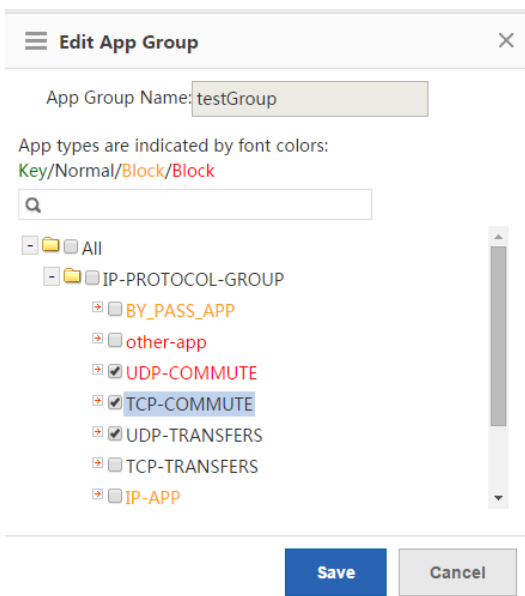 Edit App Group
App Group Name: testGroup
App types are indicated by font colors:
Key/Normal/Block/Block
All
IP-PROTOCOL-GROUP
BY_PASS_APP
other-app
UDP-COMMUTE
TCP-COMMUTE
UDP-TRANSFERS
TCP-TRANSFERS
IP-APP
Save Cancel